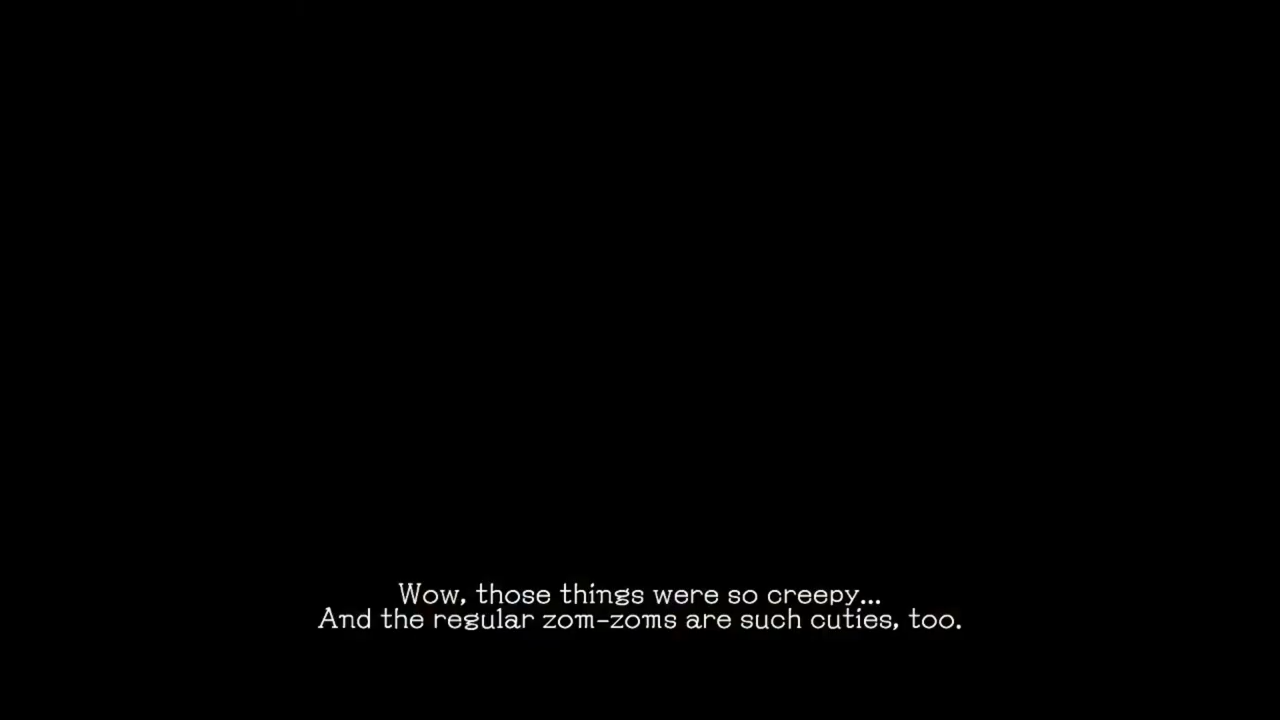 Wow, those things were so creepy...
And the regular zom-zoms are such cuties, too.